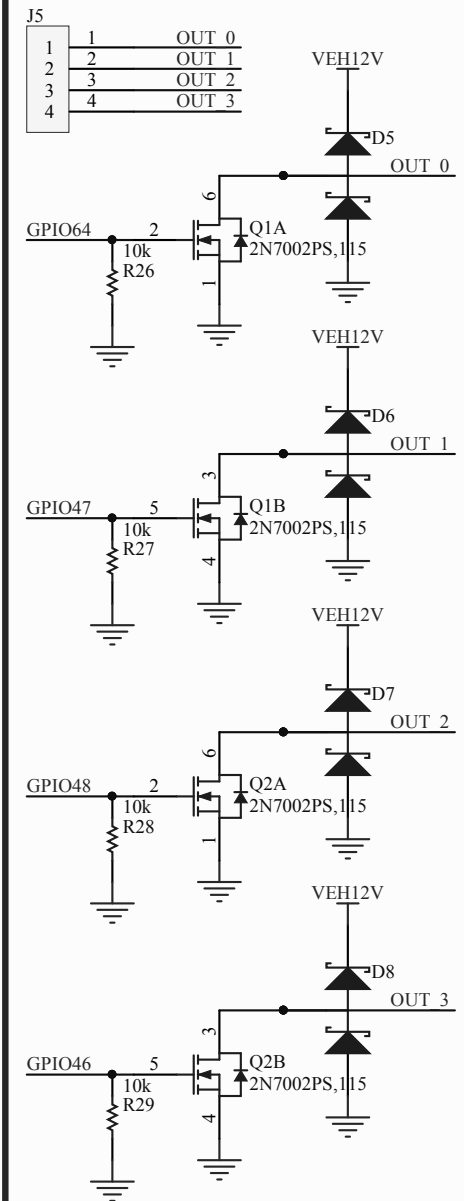 J5
1 1 OUT_0
2 2 OUT_1
3 3 OUT_2
4 4 OUT_3
VEH12V
D5
OUT_0
6
GPIO64 2 Q1A
10k 2N7002PS,115
R26
1
VEH12V
D6
OUT_1
3
GPIO47 5 Q1B
10k 2N7002PS,115
R27
4
VEH12V
D7
OUT_2
6
GPIO48 2 Q2A
10k 2N7002PS,115
R28
1
VEH12V
D8
OUT_3
3
GPIO46 5 Q2B
10k 2N7002PS,115
R29
4